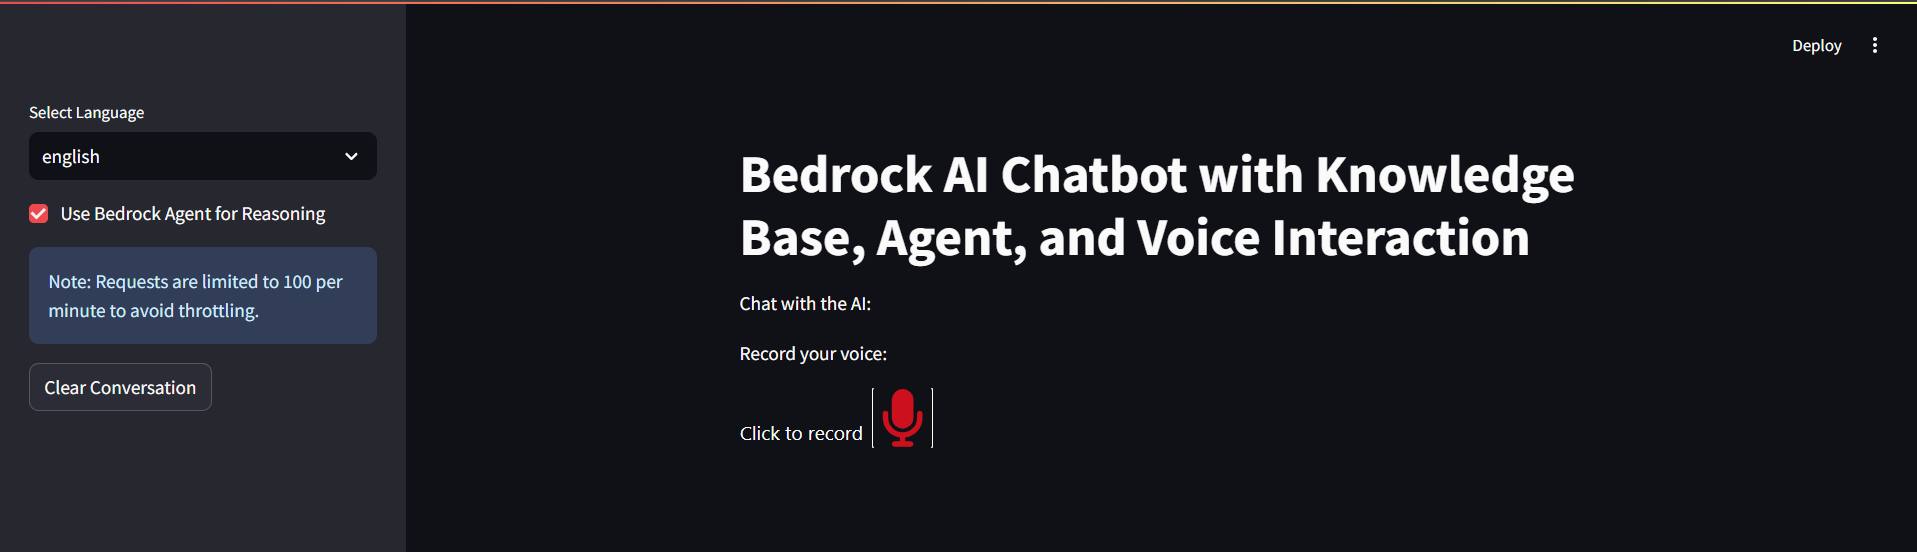 Deploy
Select Language
english
Use Bedrock Agent for Reasoning
Note: Requests are limited to 100 per
minute to avoid throttling.
Clear Conversation
Bedrock AI Chatbot with Knowledge
Base, Agent, and Voice Interaction
Chat with the AI:
Record your voice:
Click to record